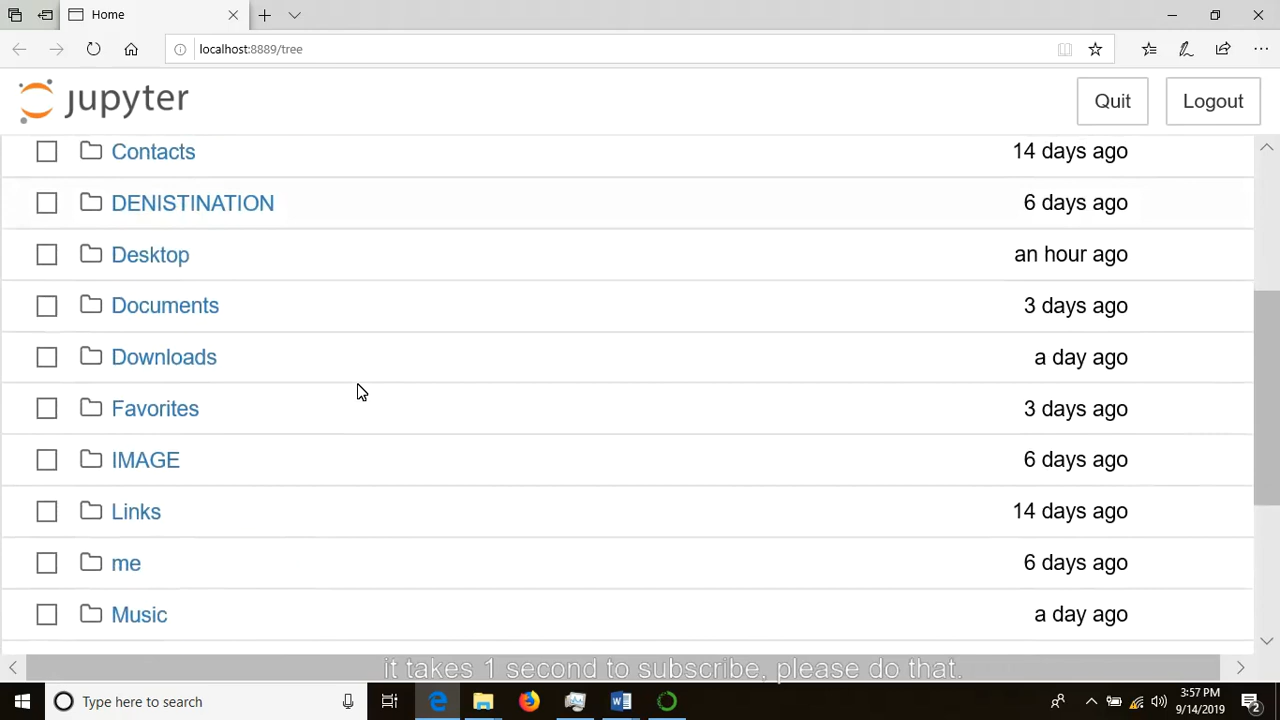 Home
localhost:8889/tree
jupyter
Quit
Logout
Contacts 14 days ago
DENISTINATION 6 days ago
Desktop an hour ago
Documents 3 days ago
Downloads a day ago
Favorites 3 days ago
IMAGE 6 days ago
Links 14 days ago
me 6 days ago
Music a day ago
it takes 1 second to subscribe, please do that.
Type here to search
3:57 PM
9/14/2019
2